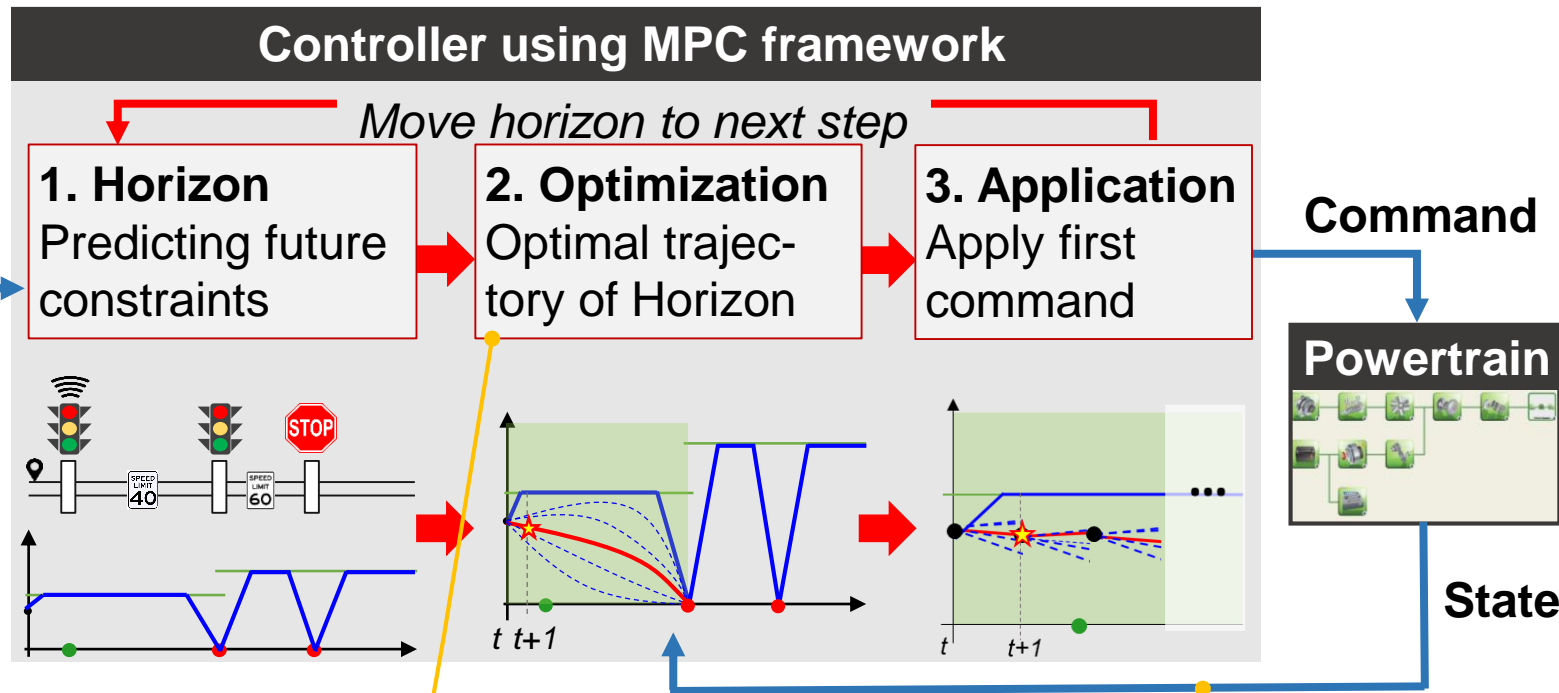 Controller using MPC framework
Move horizon to next step
1. Horizon
Predicting future
constraints
2. Optimization
Optimal trajec-
tory of Horizon
3. Application
Apply first
command
Command
Powertrain
STOP
SPEED
LIMIT
40
SPEED
LIMIT
60
t t+1
...
t t+1
State